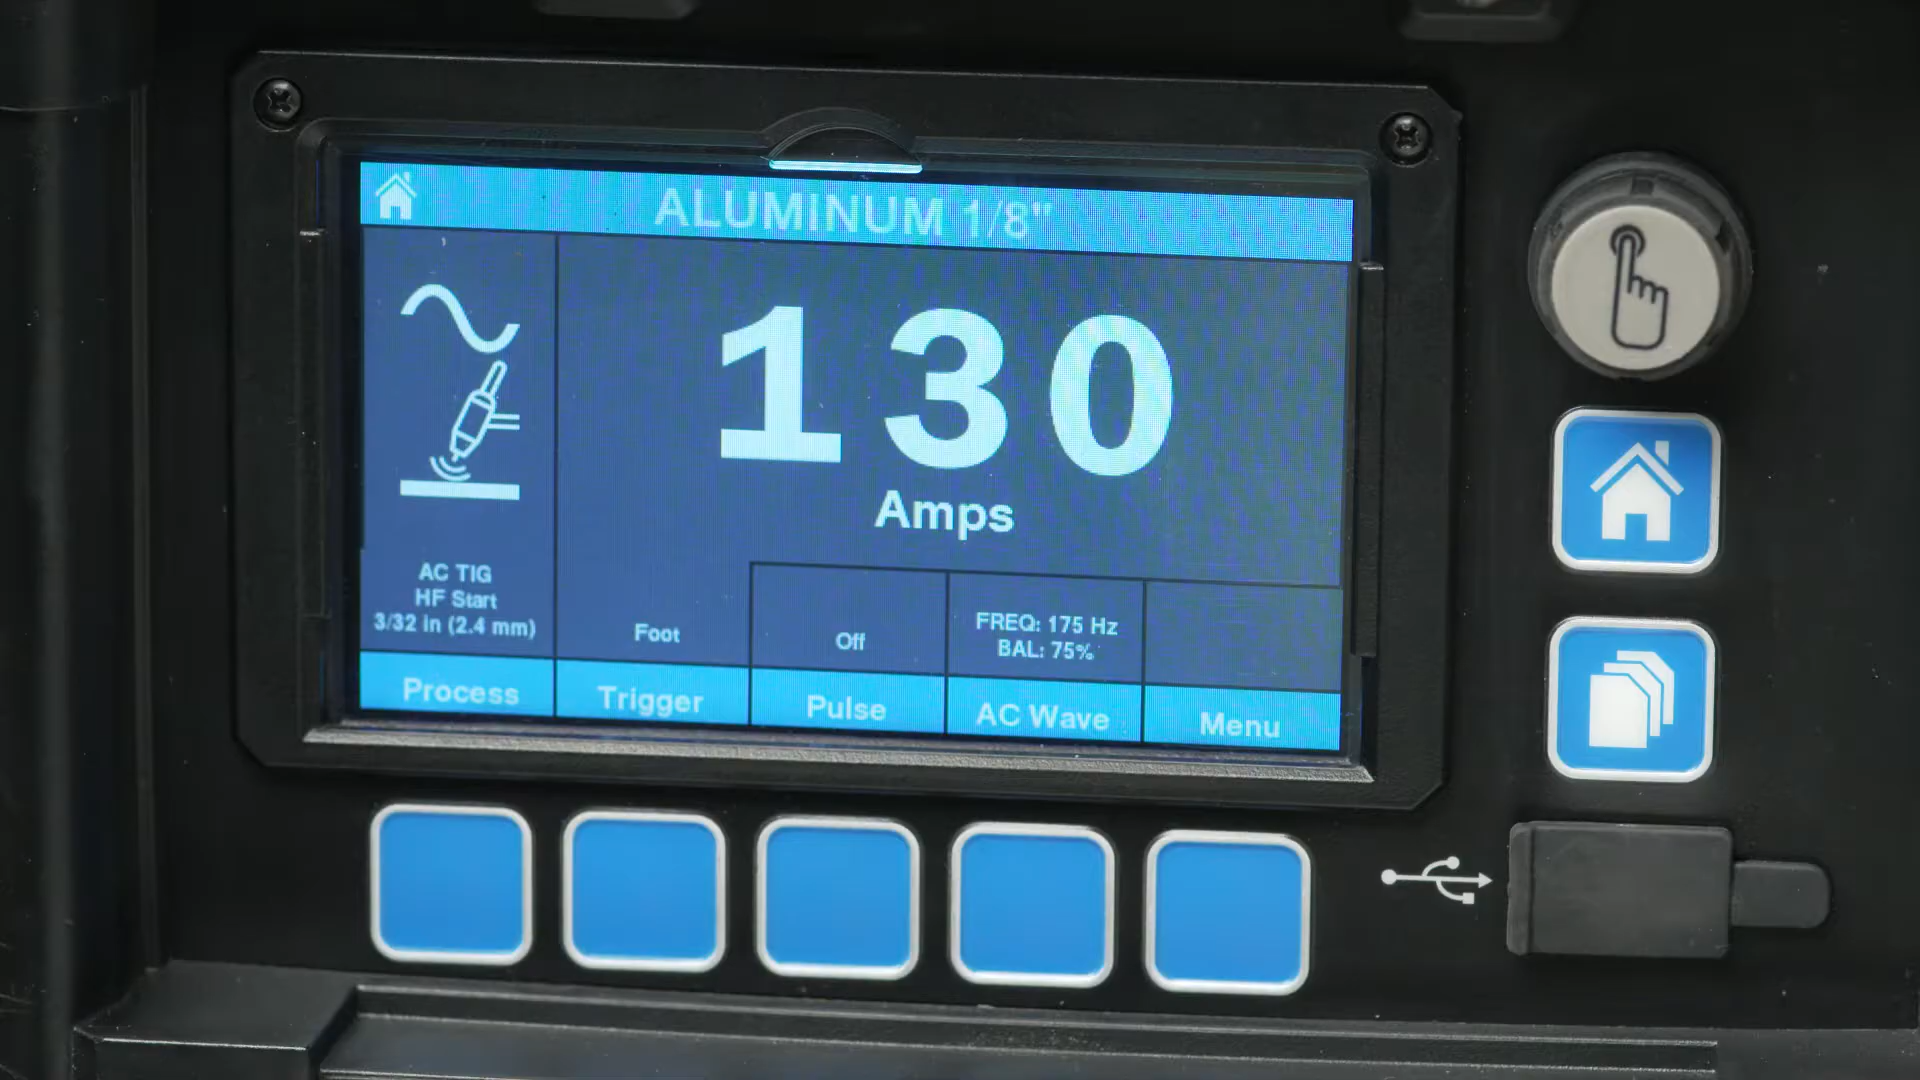 ALUMINUM 1/8"
130
Amps
AC TIG
HF Start
3/32 in (2.4 mm)
Foot
Off
FREQ: 175 Hz
BAL: 75%
Process
Trigger
Pulse
AC Wave
Menu